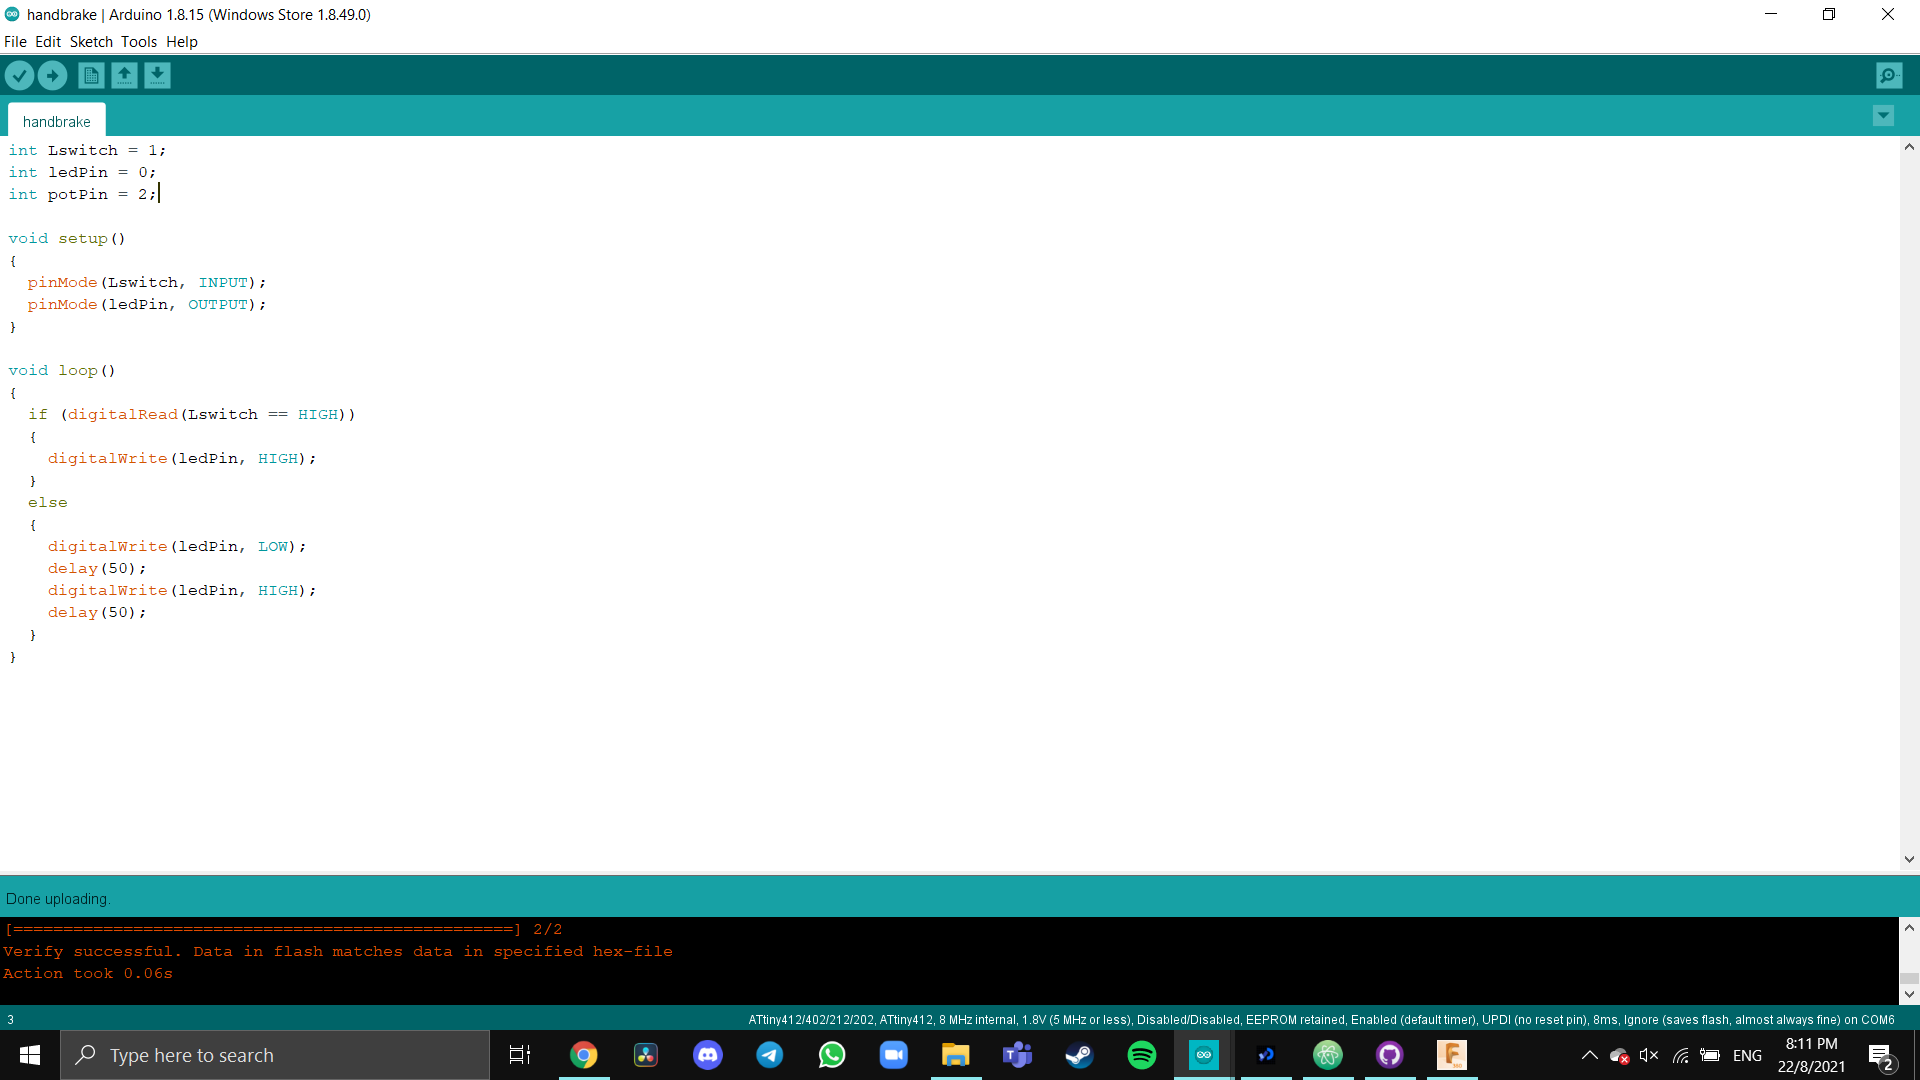 handbrake | Arduino 1.8.15 (Windows Store 1.8.49.0)
File Edit Sketch Tools Help
handbrake
int Lswitch = 1;
int ledPin = 0;
int potPin = 2;
void setup()
{
  pinMode(Lswitch, INPUT);
  pinMode(ledPin, OUTPUT);
}
void loop()
{
  if (digitalRead(Lswitch == HIGH))
  {
    digitalWrite(ledPin, HIGH);
  }
  else
  {
    digitalWrite(ledPin, LOW);
    delay(50);
    digitalWrite(ledPin, HIGH);
    delay(50);
  }
}
Done uploading.
[==================================================] 2/2
Verify successful. Data in flash matches data in specified hex-file
Action took 0.06s
3 ATtiny412/402/212/202, ATtiny412, 8 MHz internal, 1.8V (5 MHz or less), Disabled/Disabled, EEPROM retained, Enabled (default timer), UPDI (no reset pin), 8ms, Ignore (saves flash, almost always fine) on COM6
Type here to search
ENG
8:11 PM
22/8/2021
2